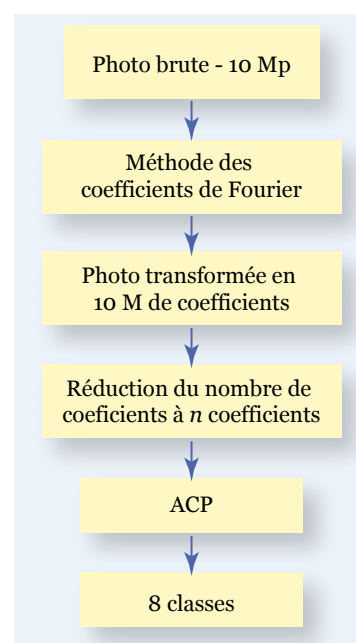 Photo brute - 10 Mp
Méthode des
coefficients de Fourier
Photo transformée en
10 M de coefficients
Réduction du nombre de
coeficients à n coefficients
ACP
8 classes